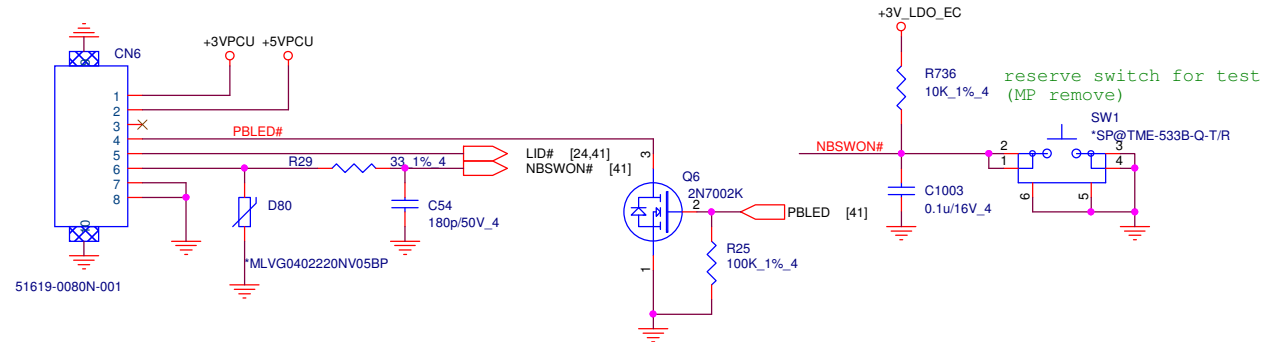 +3V_LDO_EC
CN6
+3VPCU
+5VPCU
R736
10K_1%_4
reserve switch for test
(MP remove)
1
2
3
4
5
6
7
8
PBLED#
LID# [24,41]
NBSWON# [41]
R29
33_1%_4
NBSWON#
SW1
*SP@TME-533B-Q-T/R
2
1
3
4
6
5
3
Q6
2N7002K
2
1
PBLED [41]
C1003
0.1u/16V_4
D80
C54
180p/50V_4
R25
100K_1%_4
*MLVG0402220NV05BP
51619-0080N-001